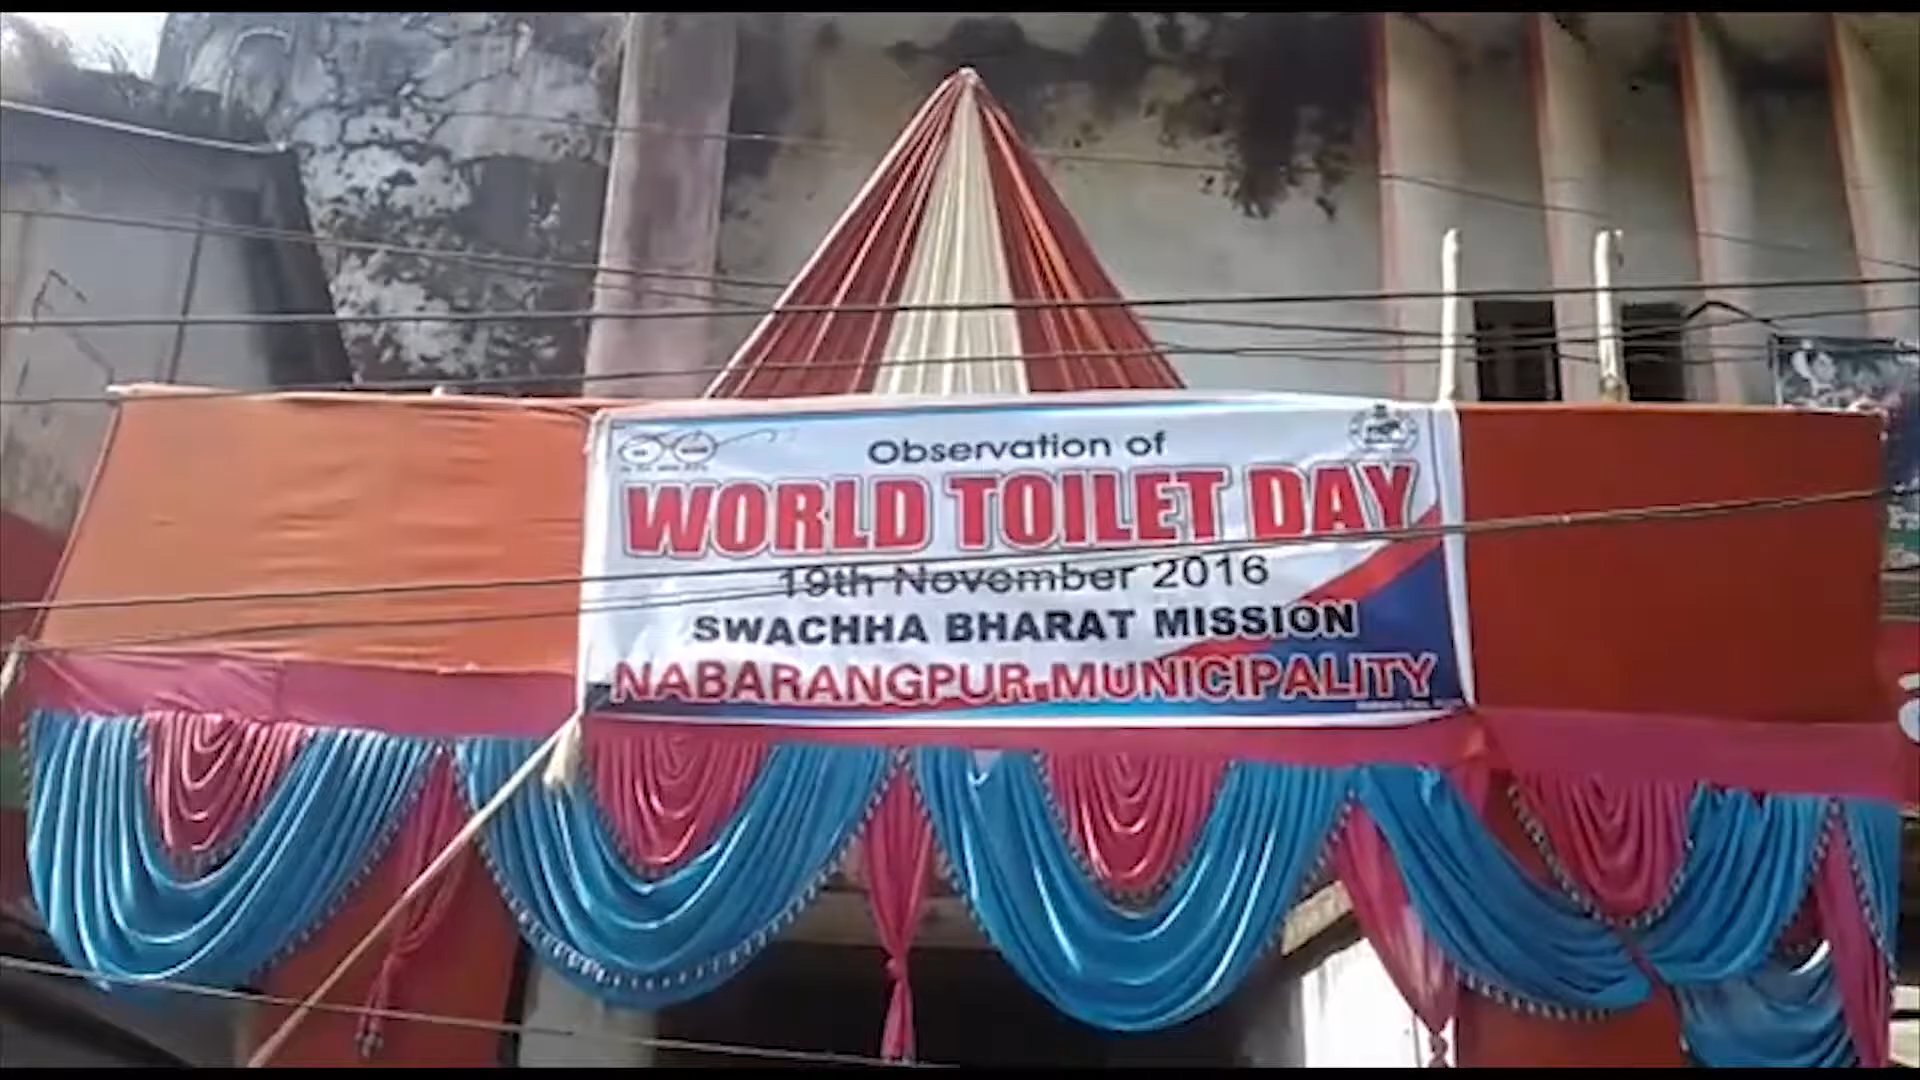 Observation of
WORLD TOILET DAY
19th November 2016
SWACHHA BHARAT MISSION
NABARANGPUR MUNICIPALITY